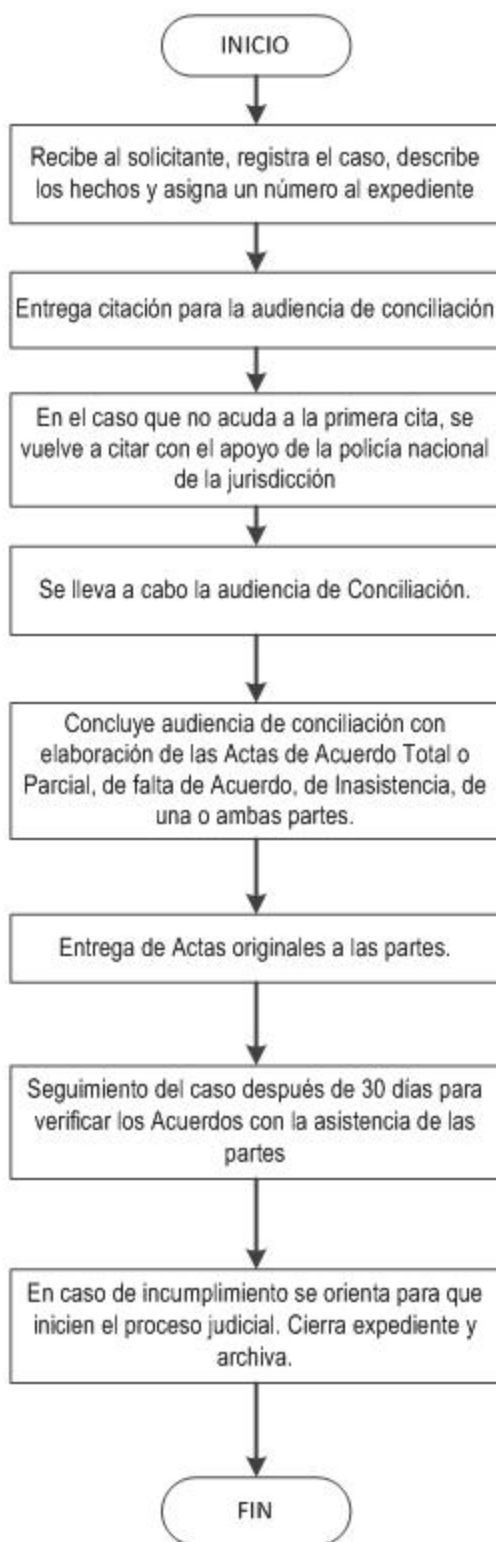 INICIO
Recibe al solicitante, registra el caso, describe
los hechos y asigna un número al expediente
Entrega citación para la audiencia de conciliación
En el caso que no acuda a la primera cita, se
vuelve a citar con el apoyo de la policía nacional
de la jurisdicción
Se lleva a cabo la audiencia de Conciliación.
Concluye audiencia de conciliación con
elaboración de las Actas de Acuerdo Total o
Parcial, de falta de Acuerdo, de Inasistencia, de
una o ambas partes.
Entrega de Actas originales a las partes.
Seguimiento del caso después de 30 días para
verificar los Acuerdos con la asistencia de las
partes
En caso de incumplimiento se orienta para que
inicien el proceso judicial. Cierra expediente y
archiva.
FIN